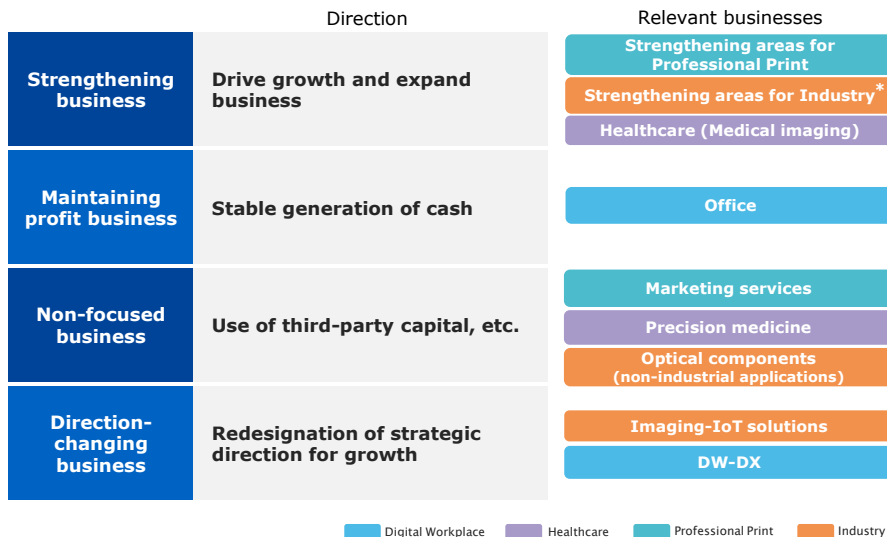 Direction
Relevant businesses
Strengthening
business
Drive growth and expand
business
Strengthening areas for
Professional Print
Strengthening areas for Industry*
Healthcare (Medical imaging)
Maintaining
profit business
Stable generation of cash
Office
Non-focused
business
Use of third-party capital, etc.
Marketing services
Precision medicine
Optical components
(non-industrial applications)
Direction-
changing
business
Redesignation of strategic
direction for growth
Imaging-IoT solutions
DW-DX
Digital Workplace
Healthcare
Professional Print
Industry